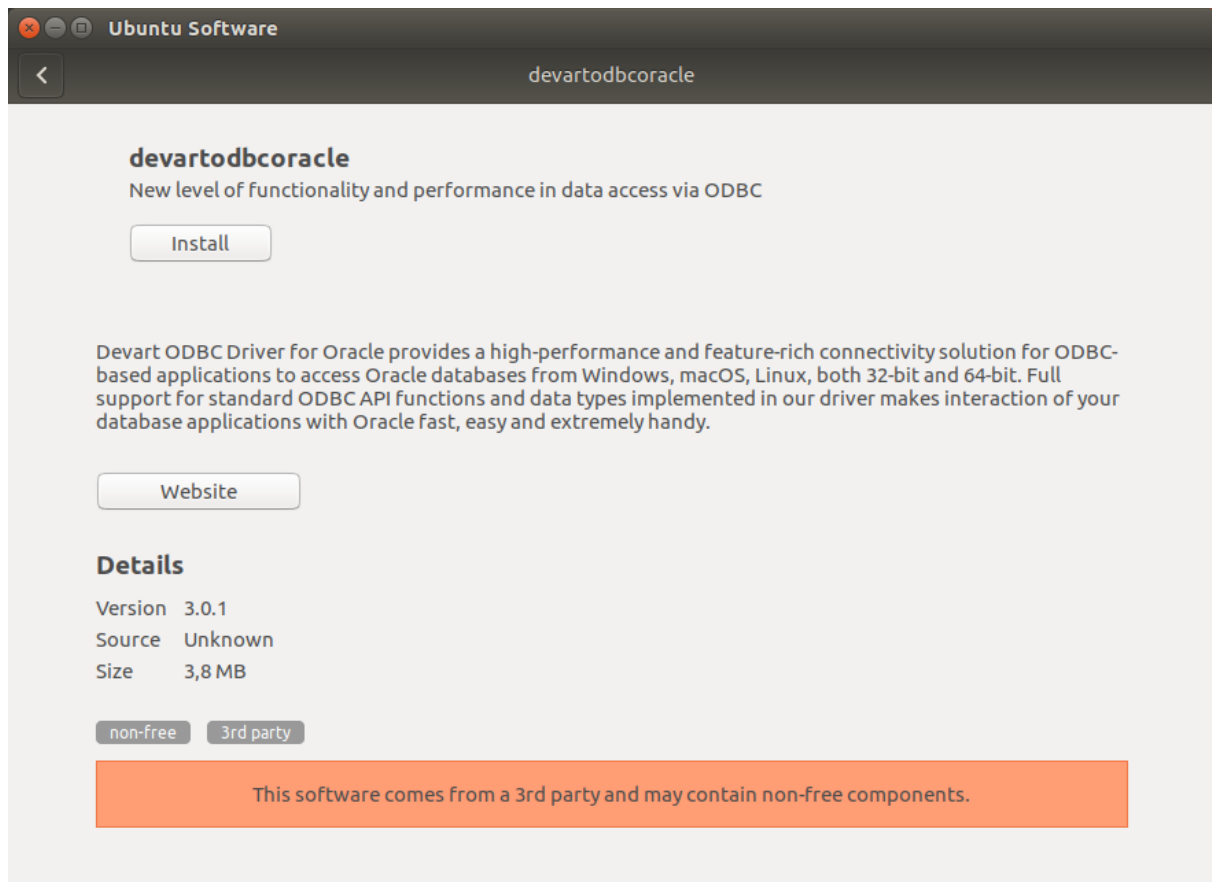 Ubuntu Software
devartodbcoracle
devartodbcoracle
New level of functionality and performance in data access via ODBC
Install
Devart ODBC Driver for Oracle provides a high-performance and feature-rich connectivity solution for ODBC-
based applications to access Oracle databases from Windows, macOS, Linux, both 32-bit and 64-bit. Full
support for standard ODBC API functions and data types implemented in our driver makes interaction of your
database applications with Oracle fast, easy and extremely handy.
Website
Details
Version 3.0.1
Source Unknown
Size 3,8 MB
non-free 3rd party
This software comes from a 3rd party and may contain non-free components.